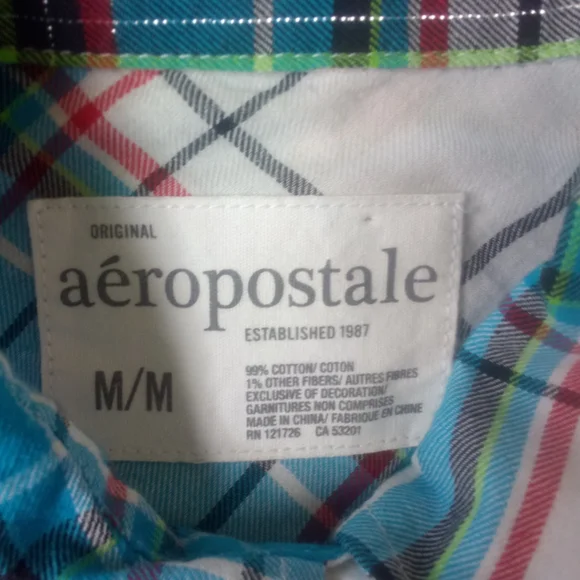 ORIGINAL
aéropostale
ESTABLISHED 1987
M/M
99% COTTON/ COTON
1% OTHER FIBERS/ AUTRES FIBRES
EXCLUSIVE OF DECORATION/
GARNITURES NON COMPRISES
MADE IN CHINA/ FABRIQUE EN CHINE
RN 121726 CA 53201